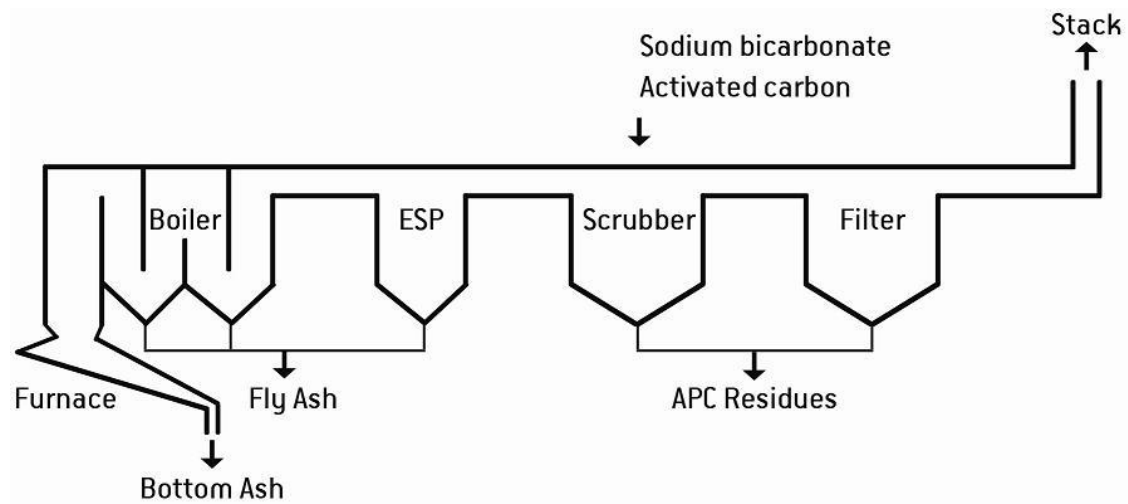 Stack
Sodium bicarbonate
Activated carbon
Boiler
ESP
Scrubber
Filter
Furnace
Fly Ash
APC Residues
Bottom Ash